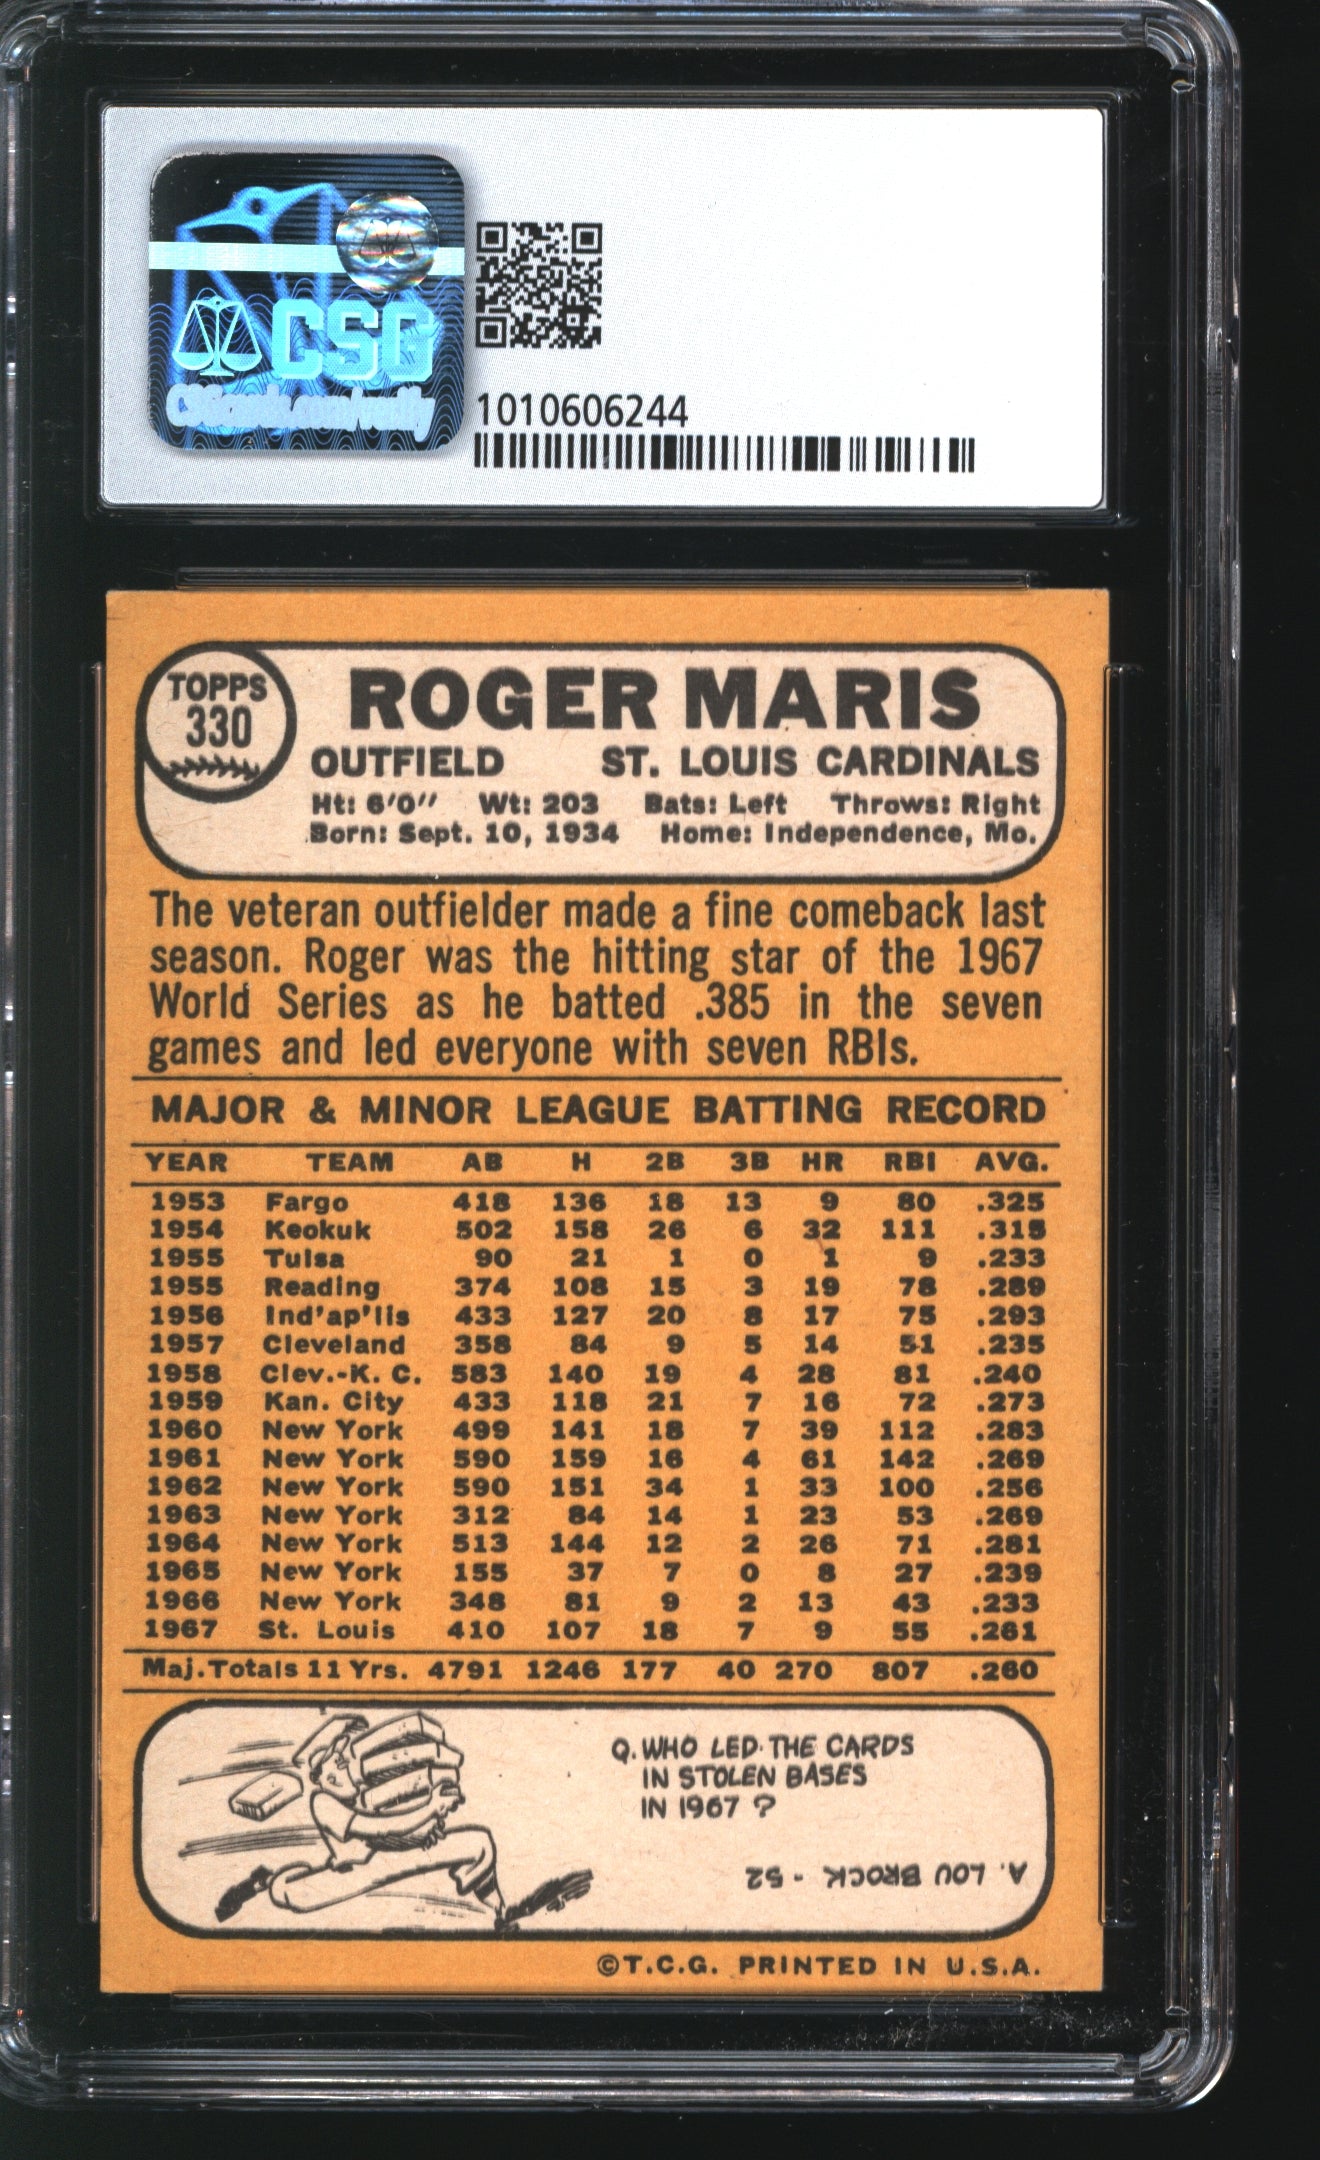 CSG
1010606244
TOPPS
330
ROGER MARIS
OUTFIELD ST. LOUIS CARDINALS
Ht: 6'0" Wt: 203 Bats: Left Throws: Right
Born: Sept. 10, 1934 Home: Independence, Mo.
The veteran outfielder made a fine comeback last
season. Roger was the hitting star of the 1967
World Series as he batted .385 in the seven
games and led everyone with seven RBIs.
MAJOR & MINOR LEAGUE BATTING RECORD
YEAR TEAM AB H 2B 3B HR RBI AVG.
1953 Fargo 418 136 18 13 9 80 .325
1954 Keokuk 502 158 26 6 32 111 .315
1955 Tulsa 90 21 1 0 1 9 .233
1955 Reading 374 108 15 3 19 78 .289
1956 Ind'ap'lis 433 127 20 8 17 75 .293
1957 Cleveland 358 84 9 5 14 51 .235
1958 Clev.-K. C. 583 140 19 4 28 81 .240
1959 Kan. City 433 118 21 7 16 72 .273
1960 New York 499 141 18 7 39 112 .283
1961 New York 590 159 16 4 61 142 .269
1962 New York 590 151 34 1 33 100 .256
1963 New York 312 84 14 1 23 53 .269
1964 New York 513 144 12 2 26 71 .281
1965 New York 155 37 7 0 8 27 .239
1966 New York 348 81 9 2 13 43 .233
1967 St. Louis 410 107 18 7 9 55 .261
Maj.Totals 11 Yrs. 4791 1246 177 40 270 807 .260
Q. WHO LED THE CARDS
IN STOLEN BASES
IN 1967 ?
A. LOU BROCK - 52
©T.C.G. PRINTED IN U.S.A.